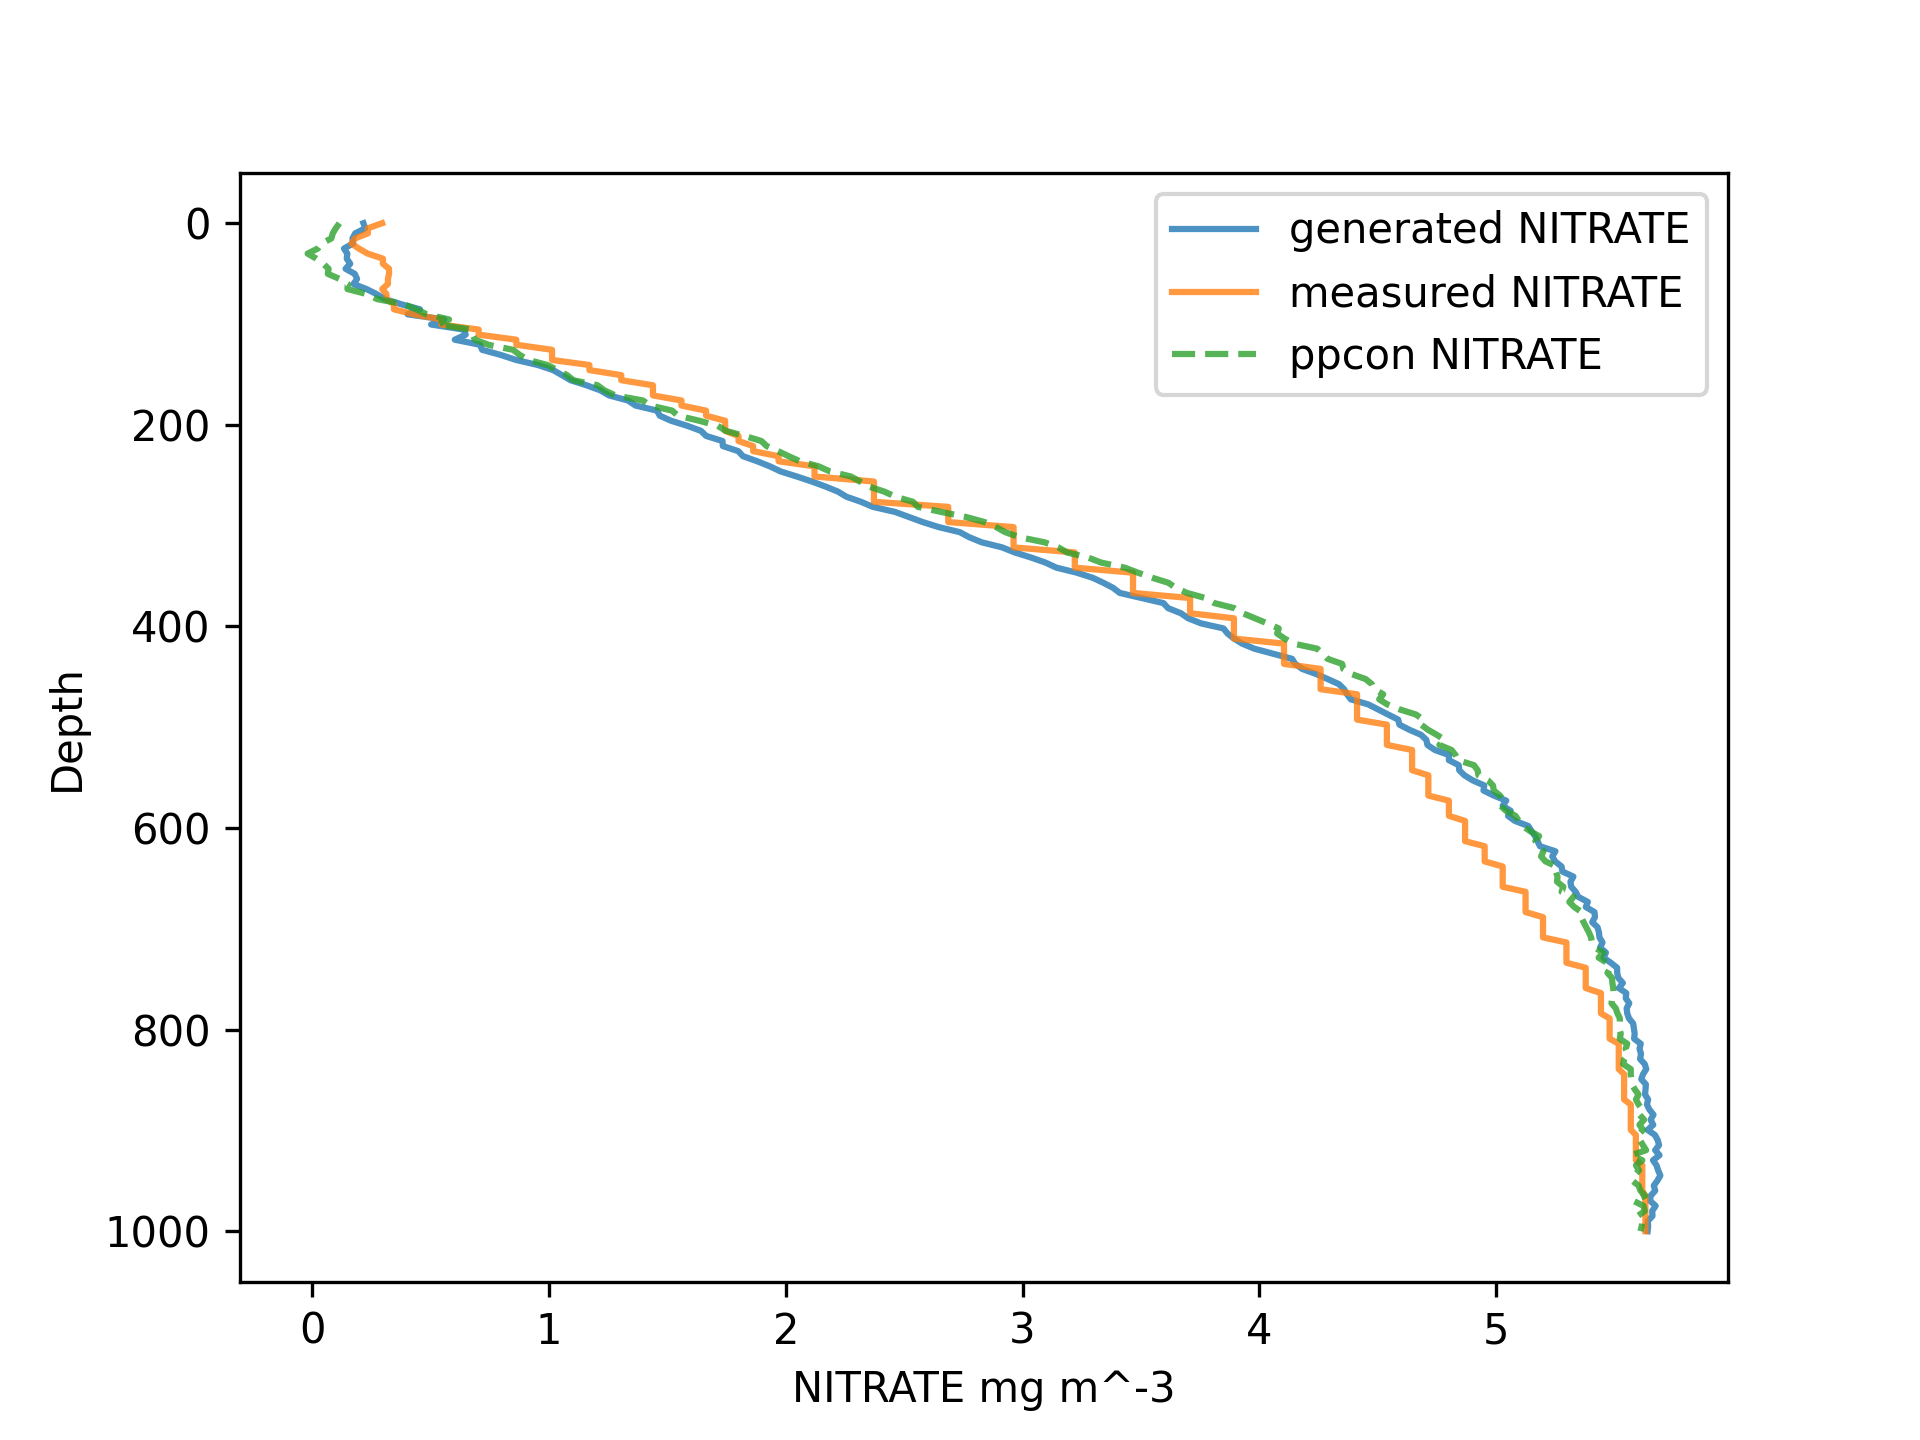 generated NITRATE
measured NITRATE
ppcon NITRATE
0
200
400
600
800
1000
Depth
0 1 2 3 4 5
NITRATE mg m^-3